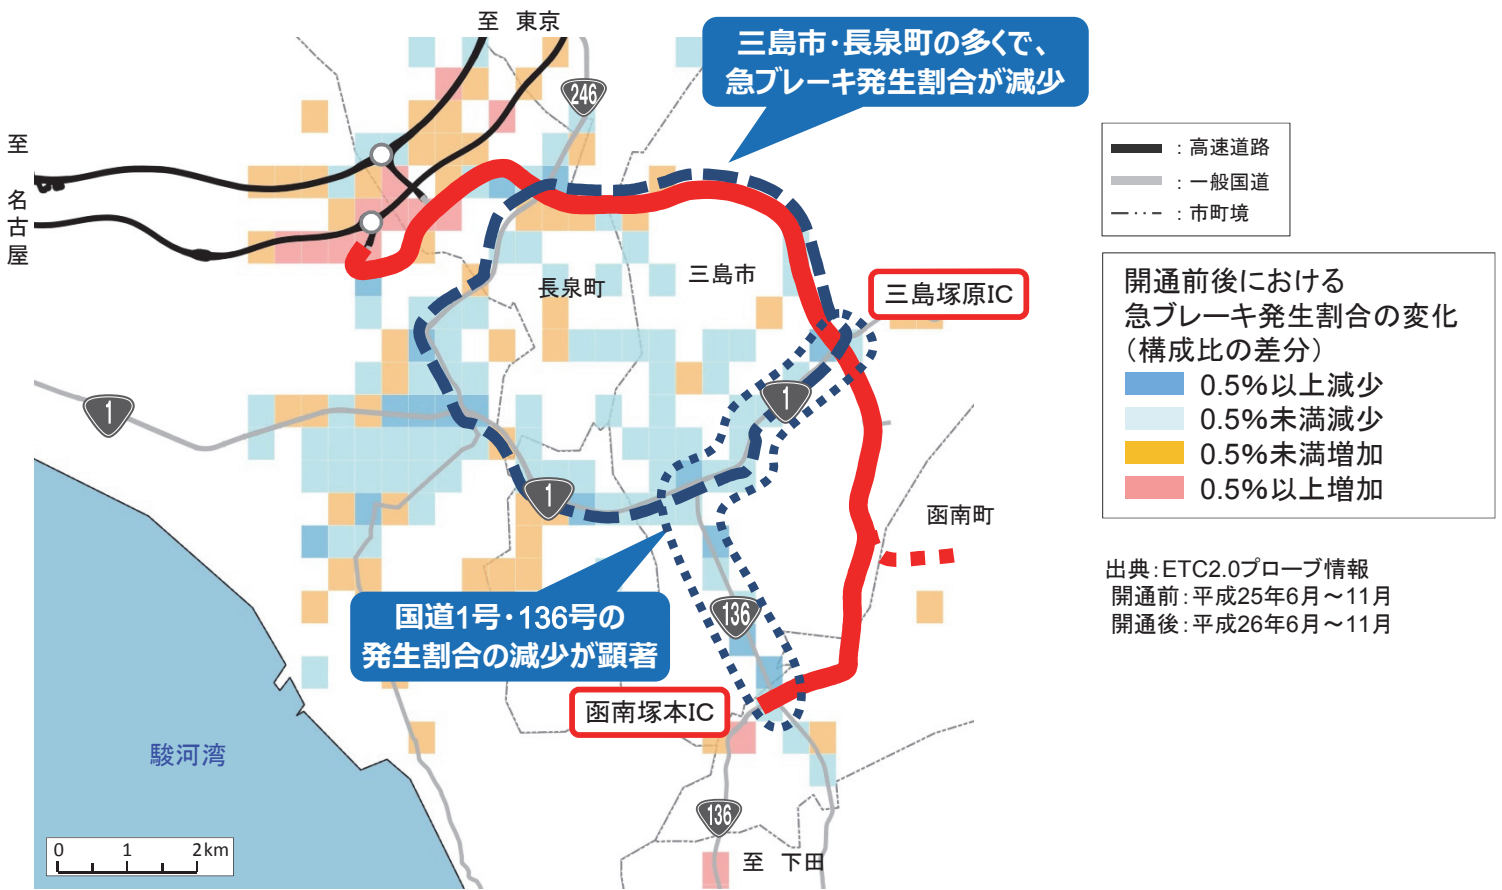 至 東京
三島市・長泉町の多くで、
急ブレーキ発生割合が減少
246
至 名古屋
：高速道路
：一般国道
：市町境
長泉町
三島市
三島塚原IC
開通前後における
急ブレーキ発生割合の変化
（構成比の差分）
0.5%以上減少
0.5%未満減少
0.5%未満増加
0.5%以上増加
1
1
1
函南町
出典：ETC2.0プローブ情報
開通前：平成25年6月～11月
開通後：平成26年6月～11月
国道1号・136号の
発生割合の減少が顕著
136
函南塚本IC
駿河湾
136
0 1 2km
至 下田